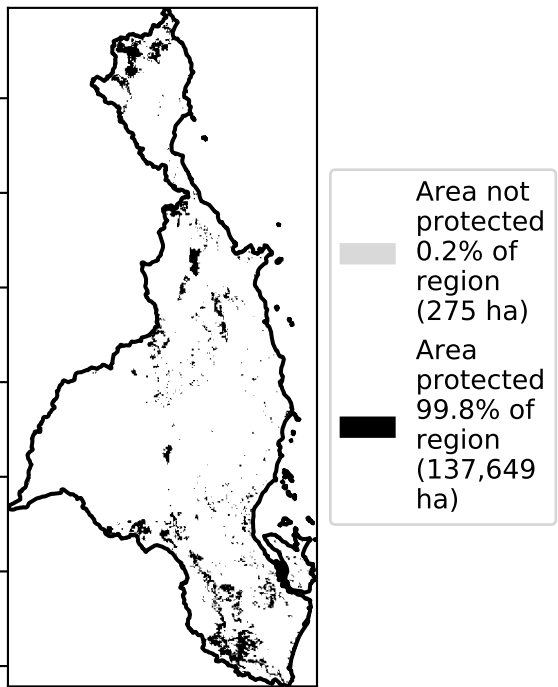 Area not
protected
0.2% of
region
(275 ha)
Area
protected
99.8% of
region
(137,649
ha)